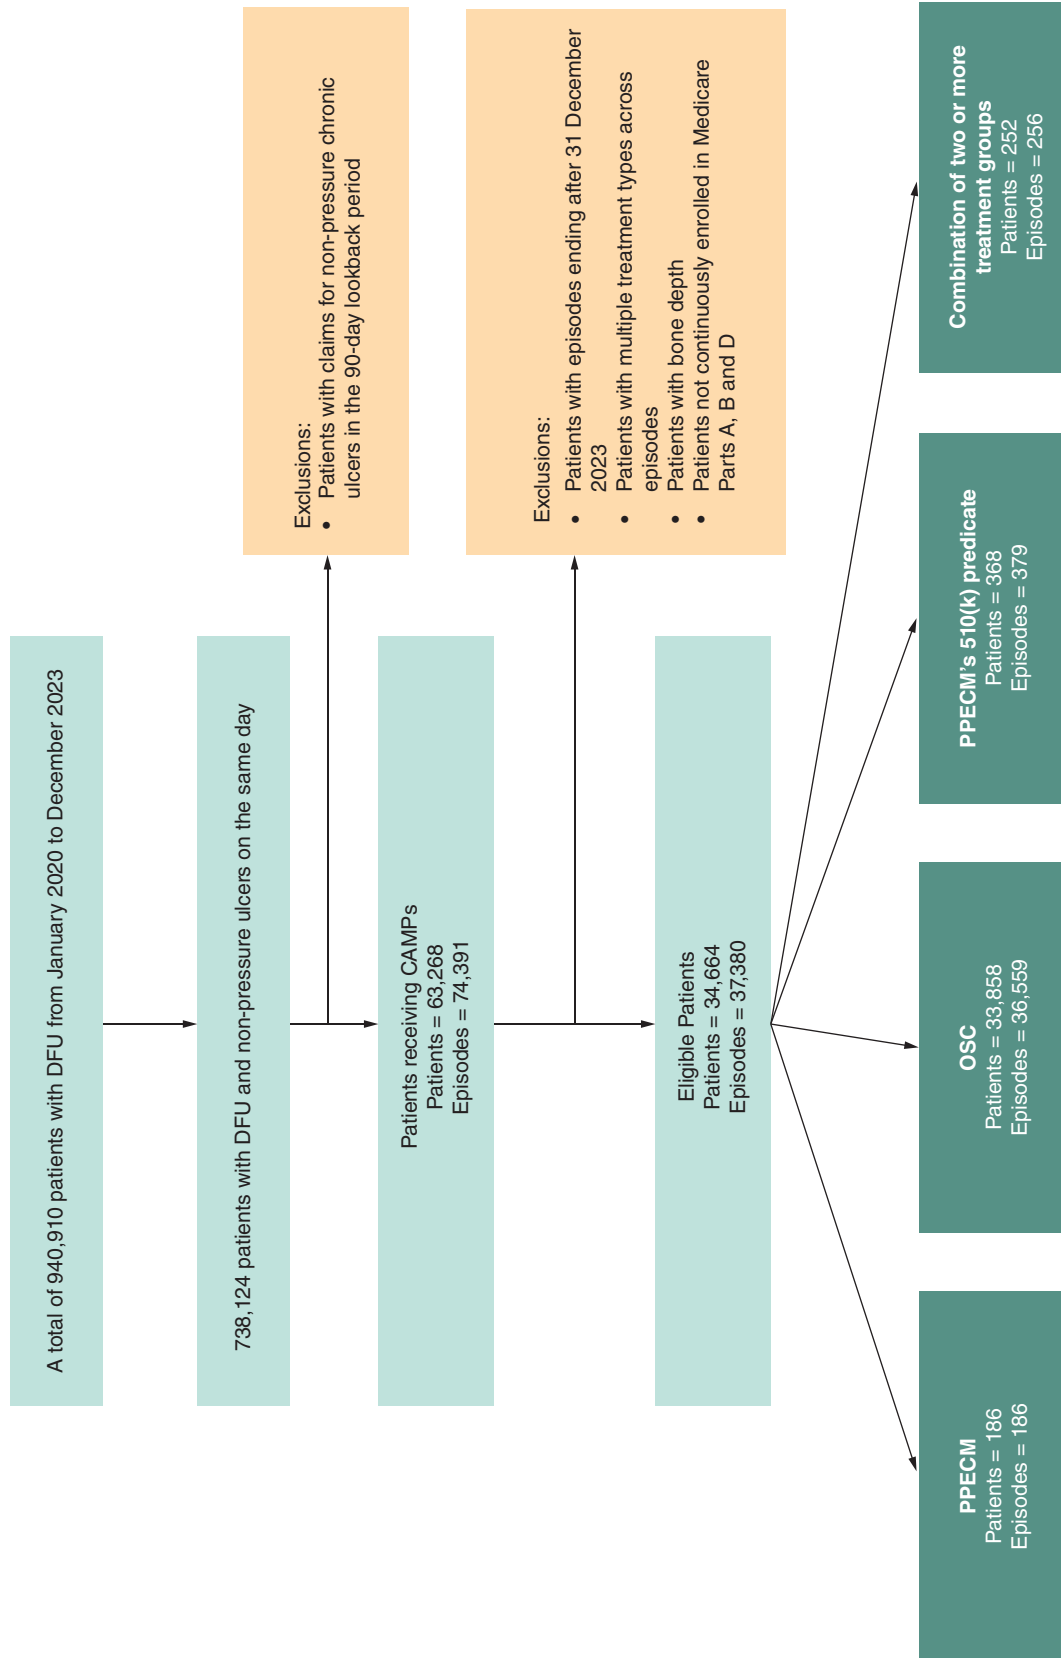 A total of 940,910 patients with DFU from January 2020 to December 2023
738,124 patients with DFU and non-pressure ulcers on the same day
Exclusions:
• Patients with claims for non-pressure chronic
ulcers in the 90-day lookback period
Patients receiving CAMPs
Patients = 63,268
Episodes = 74,391
Exclusions:
• Patients with episodes ending after 31 December
2023
• Patients with multiple treatment types across
episodes
• Patients with bone depth
• Patients not continuously enrolled in Medicare
Parts A, B and D
Eligible Patients
Patients = 34,664
Episodes = 37,380
PPECM
Patients = 186
Episodes = 186
OSC
Patients = 33,858
Episodes = 36,559
PPECM's 510(k) predicate
Patients = 368
Episodes = 379
Combination of two or more
treatment groups
Patients = 252
Episodes = 256